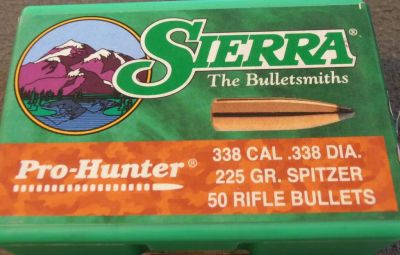 SIERRA®
The Bulletsmiths
Pro-Hunter®
338 CAL .338 DIA.
225 GR. SPITZER
50 RIFLE BULLETS